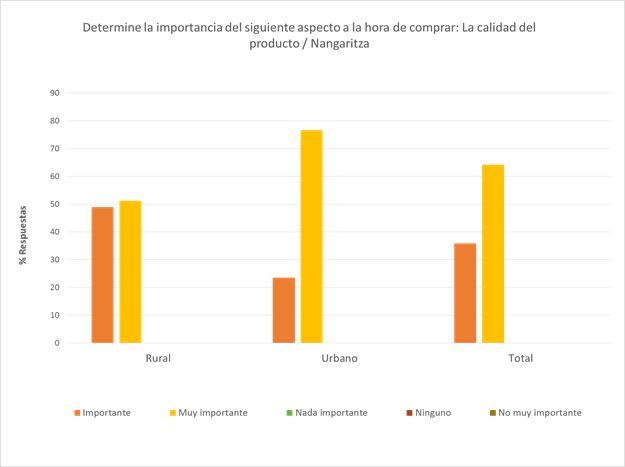 Determine la importancia del siguiente aspecto a la hora de comprar: La calidad del
producto / Nangaritza
90
80
70
60
50
40
30
20
10
0
% Respuestas
Rural Urbano Total
Importante Muy importante Nada importante Ninguno No muy importante